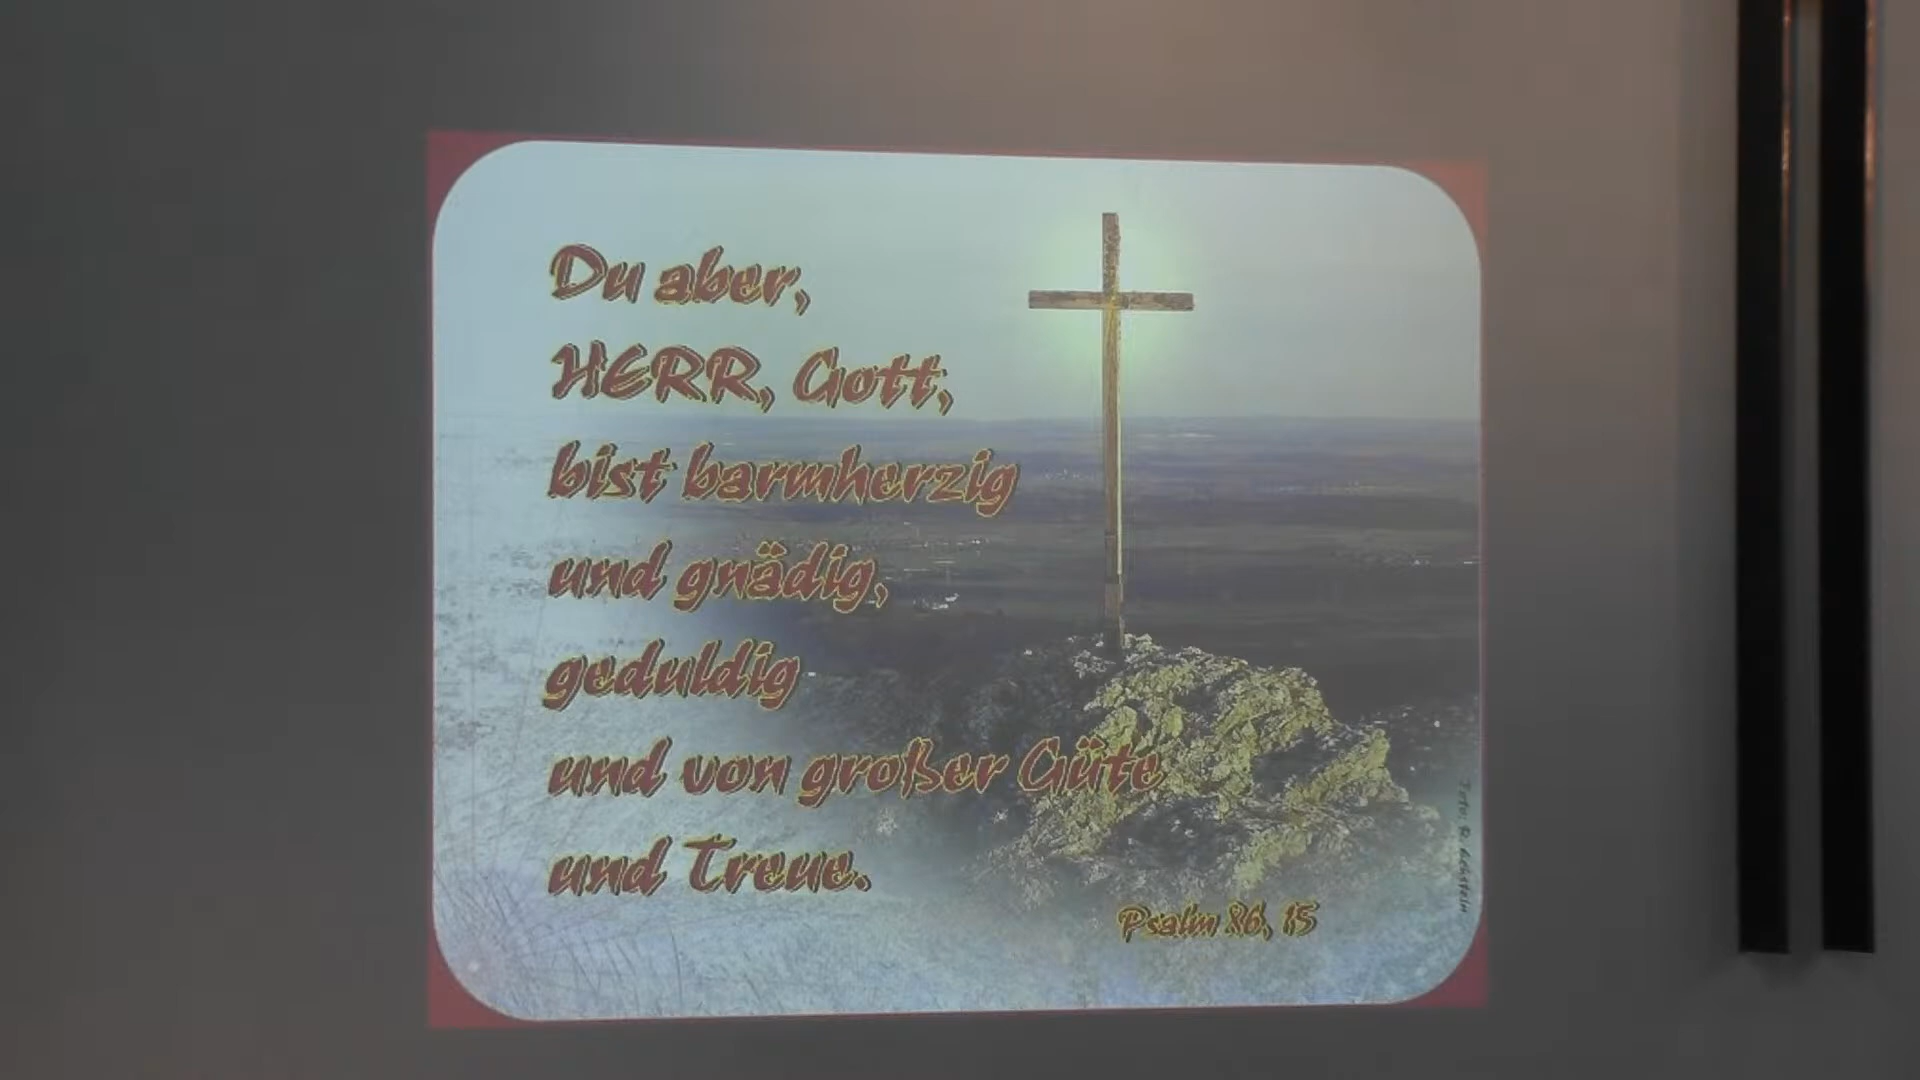 Du aber,
HERR, Gott,
bist barmherzig
und gnädig,
geduldig
und von großer Güte
und Treue.
Psalm 86, 15